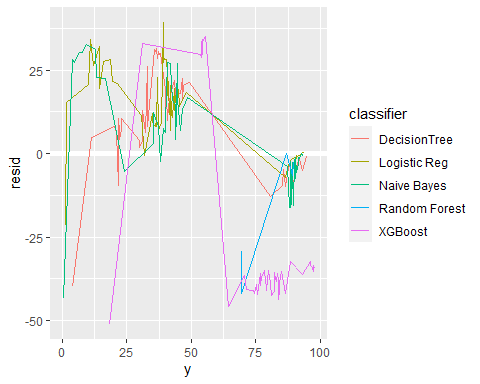 25
0
-25
-50
resid
0
25
50
75
100
y
classifier
DecisionTree
Logistic Reg
Naive Bayes
Random Forest
XGBoost